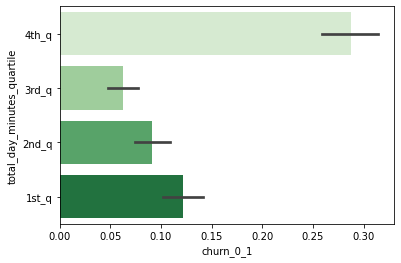 4th_q
3rd_q
2nd_q
1st_q
total_day_minutes_quartile
0.00 0.05 0.10 0.15 0.20 0.25 0.30
churn_0_1